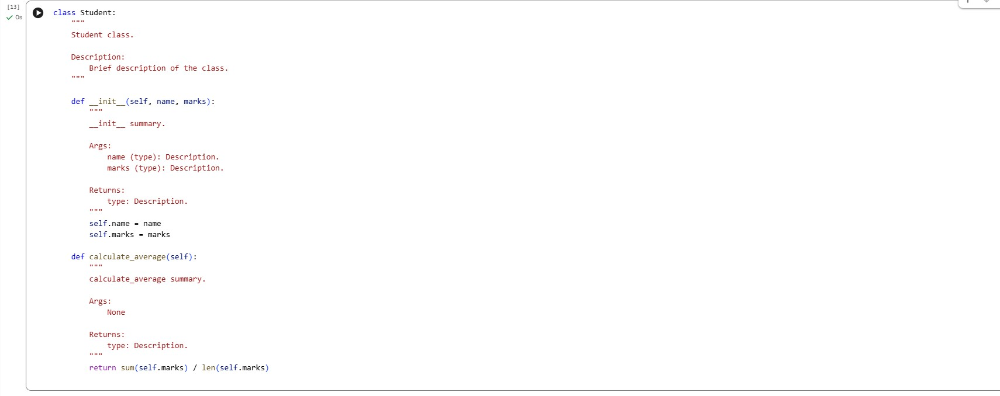 [13]
0s
class Student:
"""
Student class.
Description:
Brief description of the class.
"""
def __init__(self, name, marks):
"""
__init__ summary.
Args:
name (type): Description.
marks (type): Description.
Returns:
type: Description.
"""
self.name = name
self.marks = marks
def calculate_average(self):
"""
calculate_average summary.
Args:
None
Returns:
type: Description.
"""
return sum(self.marks) / len(self.marks)